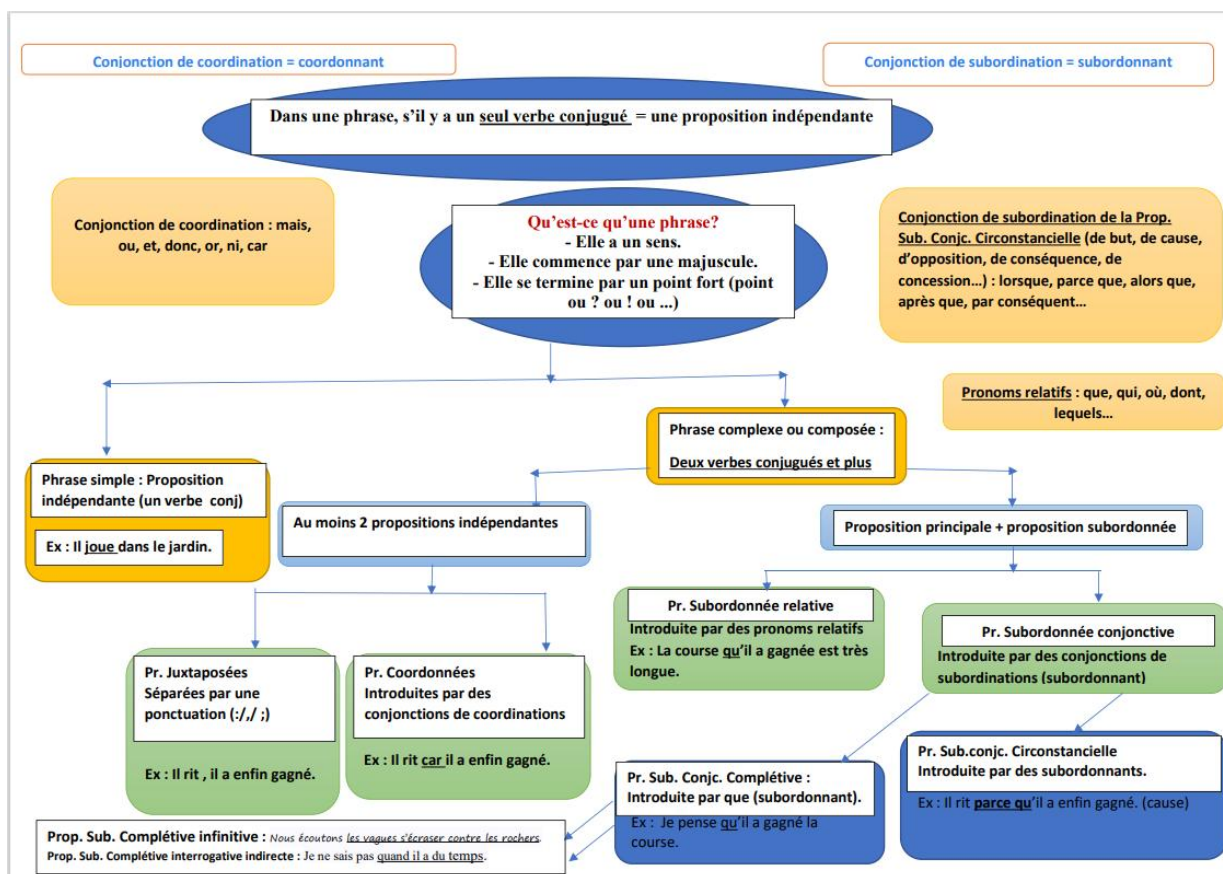 Conjonction de coordination = coordonnant
Conjonction de subordination = subordonnant
Dans une phrase, s'il y a un seul verbe conjugué = une proposition indépendante
Conjonction de coordination : mais,
ou, et, donc, or, ni, car
Qu'est-ce qu'une phrase?
- Elle a un sens.
- Elle commence par une majuscule.
- Elle se termine par un point fort (point
ou ? ou ! ou ...)
Conjonction de subordination de la Prop.
Sub. Conjc. Circonstancielle (de but, de cause,
d'opposition, de conséquence, de
concession...) : lorsque, parce que, alors que,
après que, par conséquent...
Pronoms relatifs : que, qui, où, dont,
lequels...
Phrase complexe ou composée :
Deux verbes conjugués et plus
Phrase simple : Proposition
indépendante (un verbe conj)
Ex : Il joue dans le jardin.
Au moins 2 propositions indépendantes
Proposition principale + proposition subordonnée
Pr. Subordonnée relative
Introduite par des pronoms relatifs
Ex : La course qu'il a gagnée est très
longue.
Pr. Subordonnée conjonctive
Introduite par des conjonctions de
subordinations (subordonnant)
Pr. Juxtaposées
Séparées par une
ponctuation (:/,/ ;)
Ex : Il rit , il a enfin gagné.
Pr. Coordonnées
Introduites par des
conjonctions de coordinations
Ex : Il rit car il a enfin gagné.
Pr. Sub. Conjc. Complétive :
Introduite par que (subordonnant).
Ex : Je pense qu'il a gagné la
course.
Pr. Sub.conjc. Circonstancielle
Introduite par des subordonnants.
Ex : Il rit parce qu'il a enfin gagné. (cause)
Prop. Sub. Complétive infinitive : Nous écoutons les vagues s'écraser contre les rochers.
Prop. Sub. Complétive interrogative indirecte : Je ne sais pas quand il a du temps.